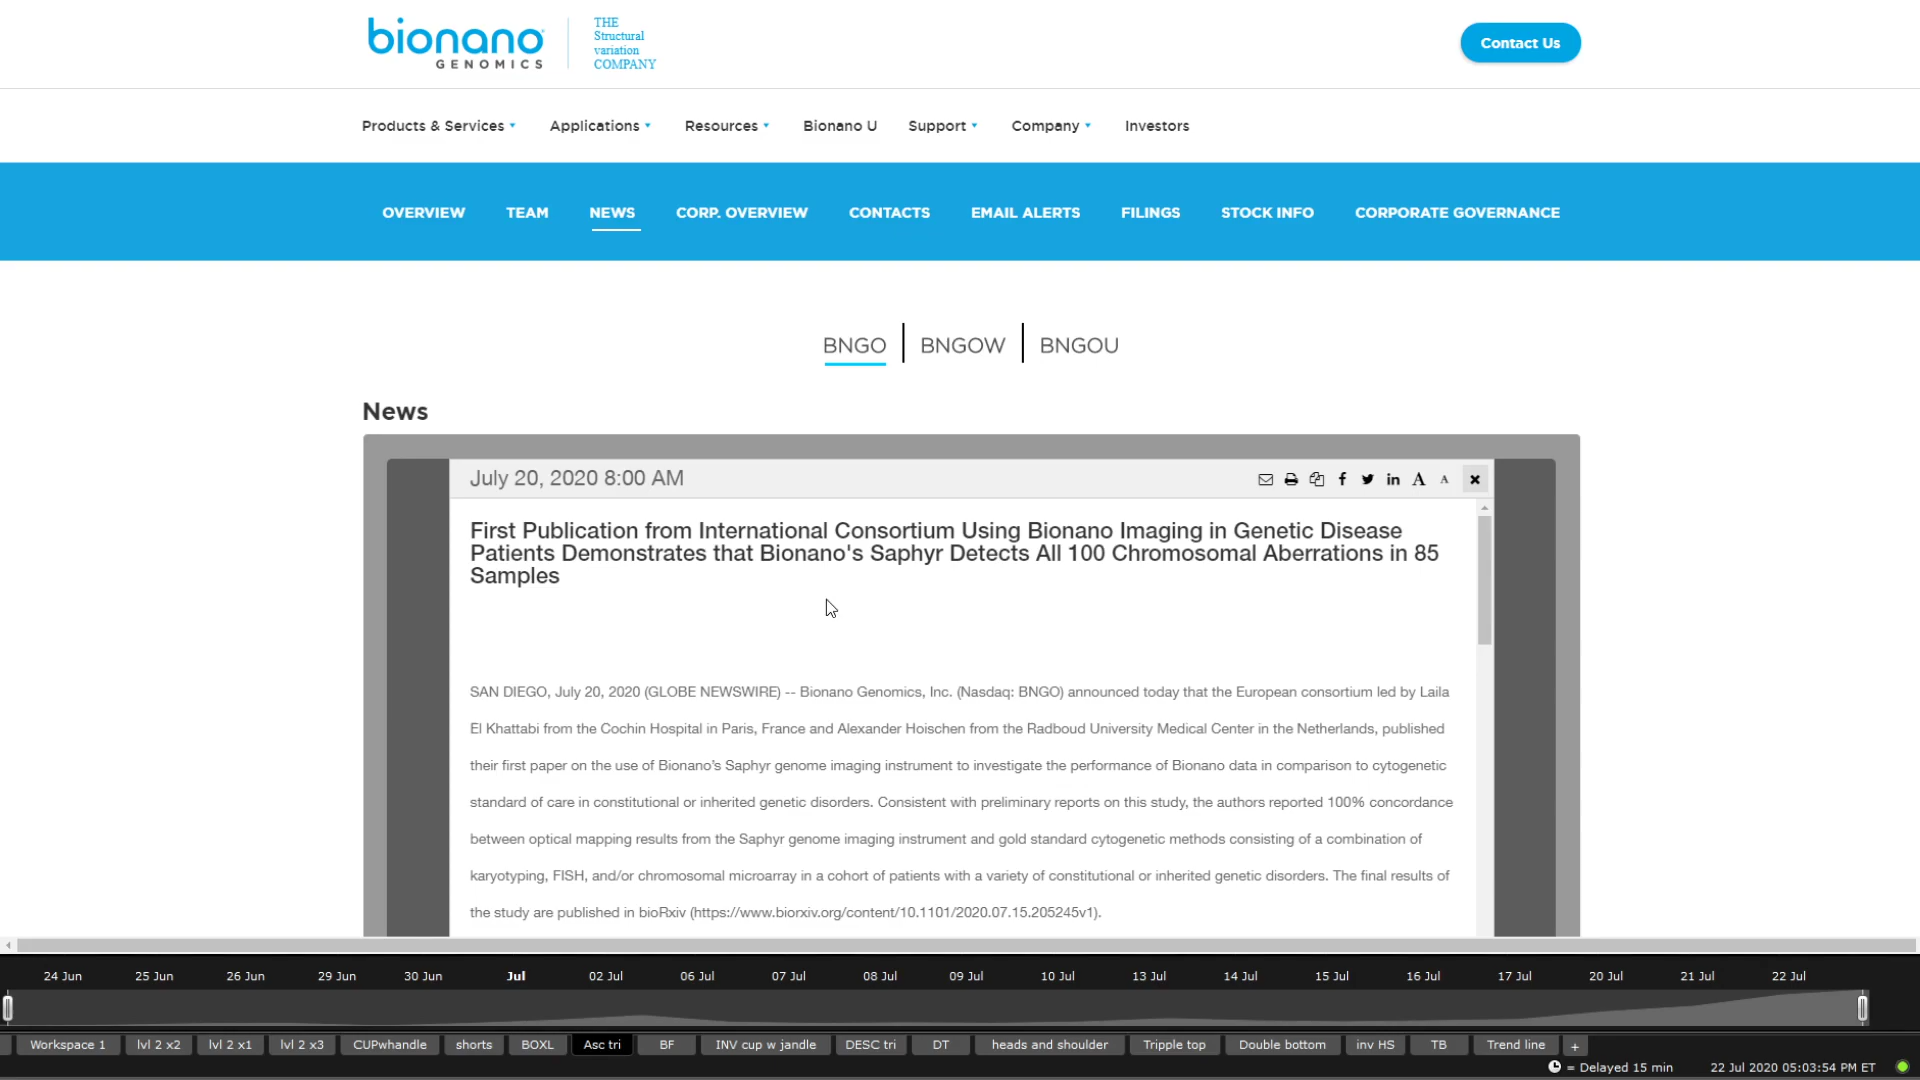 bionano
GENOMICS
THE
Structural
variation
COMPANY
Contact Us
Products & Services
Applications
Resources
Bionano U
Support
Company
Investors
OVERVIEW
TEAM
NEWS
CORP. OVERVIEW
CONTACTS
EMAIL ALERTS
FILINGS
STOCK INFO
CORPORATE GOVERNANCE
BNGO
BNGOW
BNGOU
News
July 20, 2020 8:00 AM
First Publication from International Consortium Using Bionano Imaging in Genetic Disease
Patients Demonstrates that Bionano's Saphyr Detects All 100 Chromosomal Aberrations in 85
Samples
SAN DIEGO, July 20, 2020 (GLOBE NEWSWIRE) -- Bionano Genomics, Inc. (Nasdaq: BNGO) announced today that the European consortium led by Laila
El Khattabi from the Cochin Hospital in Paris, France and Alexander Hoischen from the Radboud University Medical Center in the Netherlands, published
their first paper on the use of Bionano’s Saphyr genome imaging instrument to investigate the performance of Bionano data in comparison to cytogenetic
standard of care in constitutional or inherited genetic disorders. Consistent with preliminary reports on this study, the authors reported 100% concordance
between optical mapping results from the Saphyr genome imaging instrument and gold standard cytogenetic methods consisting of a combination of
karyotyping, FISH, and/or chromosomal microarray in a cohort of patients with a variety of constitutional or inherited genetic disorders. The final results of
the study are published in bioRxiv (https://www.biorxiv.org/content/10.1101/2020.07.15.205245v1).
24 Jun
25 Jun
26 Jun
29 Jun
30 Jun
Jul
02 Jul
06 Jul
07 Jul
08 Jul
09 Jul
10 Jul
13 Jul
14 Jul
15 Jul
16 Jul
17 Jul
20 Jul
21 Jul
22 Jul
Workspace 1
lvl 2 x2
lvl 2 x1
lvl 2 x3
CUPwhandle
shorts
BOXL
Asc tri
BF
INV cup w jandle
DESC tri
DT
heads and shoulder
Tripple top
Double bottom
inv HS
TB
Trend line
+
= Delayed 15 min
22 Jul 2020 05:03:54 PM ET